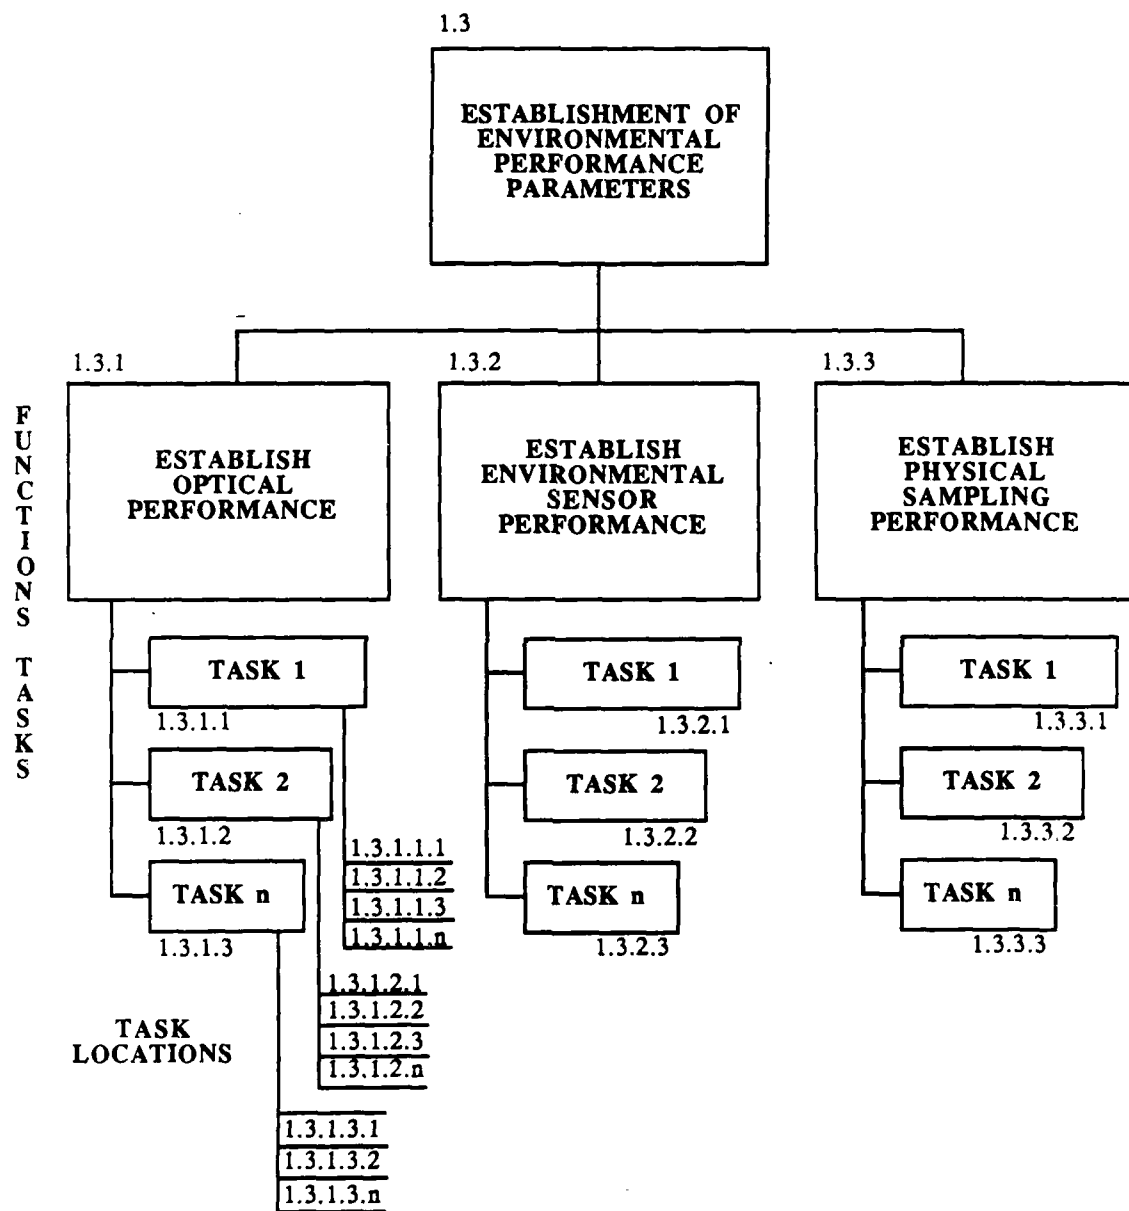 1.3
ESTABLISHMENT OF
ENVIRONMENTAL
PERFORMANCE
PARAMETERS
1.3.1
1.3.2
1.3.3
FUNCTIONS TASKS
ESTABLISH
OPTICAL
PERFORMANCE
ESTABLISH
ENVIRONMENTAL
SENSOR
PERFORMANCE
ESTABLISH
PHYSICAL
SAMPLING
PERFORMANCE
TASK 1
1.3.1.1
TASK 2
1.3.1.2
TASK n
1.3.1.3
1.3.1.1.1
1.3.1.1.2
1.3.1.1.3
1.3.1.1.n
1.3.1.2.1
1.3.1.2.2
1.3.1.2.3
1.3.1.2.n
1.3.1.3.1
1.3.1.3.2
1.3.1.3.n
TASK
LOCATIONS
TASK 1
1.3.2.1
TASK 2
1.3.2.2
TASK n
1.3.2.3
TASK 1
1.3.3.1
TASK 2
1.3.3.2
TASK n
1.3.3.3